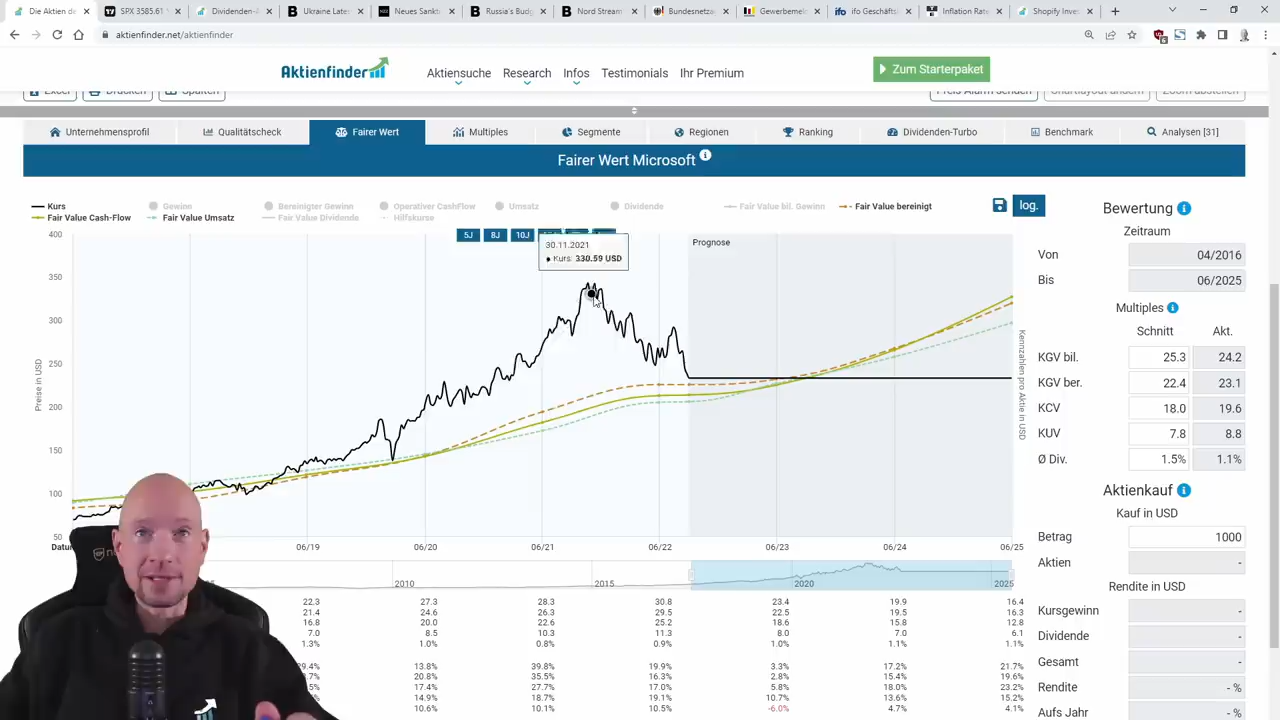 Die Aktien di
SPX 3585.61
Dividenden-A
Ukraine Lates
Neues Sankt
Russia's Budg
Nord Stream
Bundesnetza
Gewerbemiet
ifo Geschäfts
Inflation Rate
Shopify Inves
aktienfinder.net/aktienfinder
Aktienfinder
Aktiensuche Research Infos Testimonials Ihr Premium
Zum Starterpaket
Excel Drucken Spalten
Preis Alarm senden Chartlayout ändern Zoom abstellen
Unternehmensprofil Qualitätscheck Fairer Wert Multiples Segmente Regionen Ranking Dividenden-Turbo Benchmark Analysen [31]
Fairer Wert Microsoft
Kurs Gewinn Bereinigter Gewinn Operativer CashFlow Umsatz Dividende Fair Value bil. Gewinn Fair Value bereinigt
Fair Value Cash-Flow Fair Value Umsatz Fair Value Dividende Hilfskurse
log.
5J 8J 10J
30.11.2021
Kurs: 330.59 USD
Prognose
400
350
300
250
200
150
100
50
Preise in USD
Kennzahlen pro Aktie in USD
Datum
06/19 06/20 06/21 06/22 06/23 06/24 06/25
2010 2015 2020 2025
22.3 27.3 28.3 30.8 23.4 19.9 16.4
21.4 24.6 26.3 29.5 22.5 19.5 16.3
16.8 20.0 22.6 25.2 18.6 15.8 12.8
7.0 8.5 10.3 11.3 8.0 7.0 6.1
1.3% 1.0% 0.8% 0.9% 1.0% 1.1% 1.1%
13.8% 39.8% 19.9% 3.3% 17.2% 21.7%
20.8% 35.5% 16.3% 2.8% 15.4% 19.6%
17.4% 27.7% 17.0% 5.8% 18.0% 23.2%
14.9% 18.7% 19.1% 10.7% 13.6% 15.2%
10.6% 10.1% 10.5% -6.0% 4.7% 4.1%
Bewertung
Zeitraum
Von 04/2016
Bis 06/2025
Multiples
Schnitt Akt.
KGV bil. 25.3 24.2
KGV ber. 22.4 23.1
KCV 18.0 19.6
KUV 7.8 8.8
Ø Div. 1.5% 1.1%
Aktienkauf
Kauf in USD
Betrag 1000
Aktien -
Rendite in USD
Kursgewinn -
Dividende -
Gesamt -
Rendite - %
Aufs Jahr - %